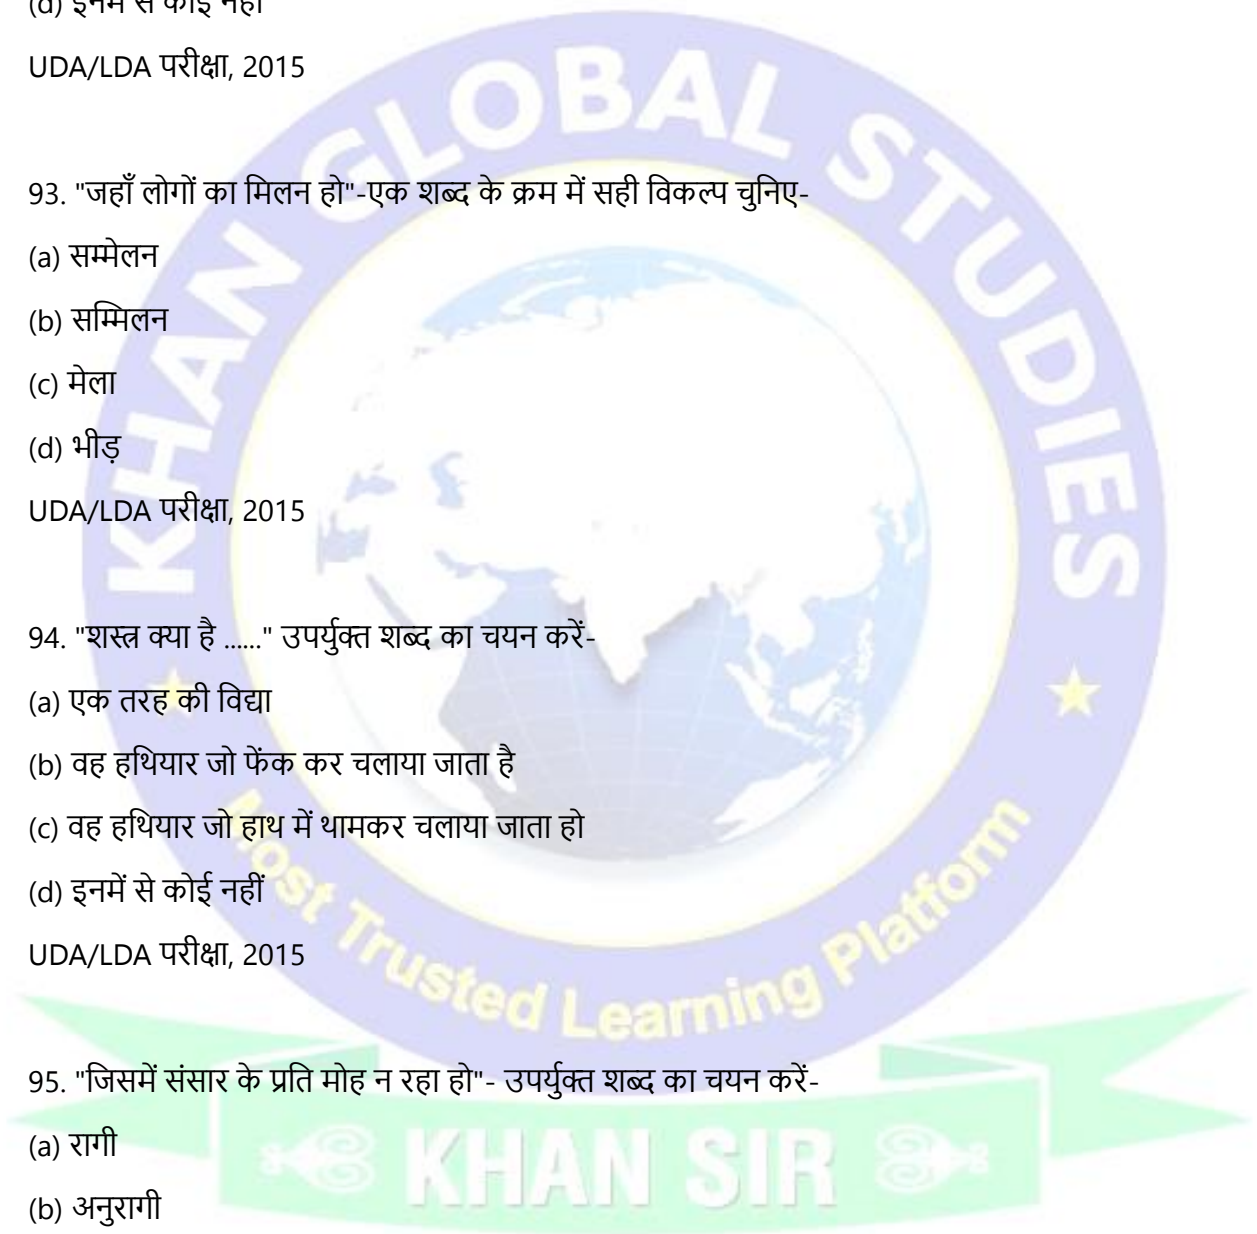 (d) इनमें से कोई नहीं
UDA/LDA परीक्षा, 2015
93. "जहाँ लोगों का मिलन हो"-एक शब्द के क्रम में सही विकल्प चुनिए-
(a) सम्मेलन
(b) सम्मिलन
(c) मेला
(d) भीड़
UDA/LDA परीक्षा, 2015
94. "शस्त्र क्या है ......" उपर्युक्त शब्द का चयन करें-
(a) एक तरह की विद्या
(b) वह हथियार जो फेंक कर चलाया जाता है
(c) वह हथियार जो हाथ में थामकर चलाया जाता हो
(d) इनमें से कोई नहीं
UDA/LDA परीक्षा, 2015
95. "जिसमें संसार के प्रति मोह न रहा हो"- उपर्युक्त शब्द का चयन करें-
(a) रागी
(b) अनुरागी
KHAN GLOBAL STUDIES
Most Trusted Learning Platform
KHAN SIR